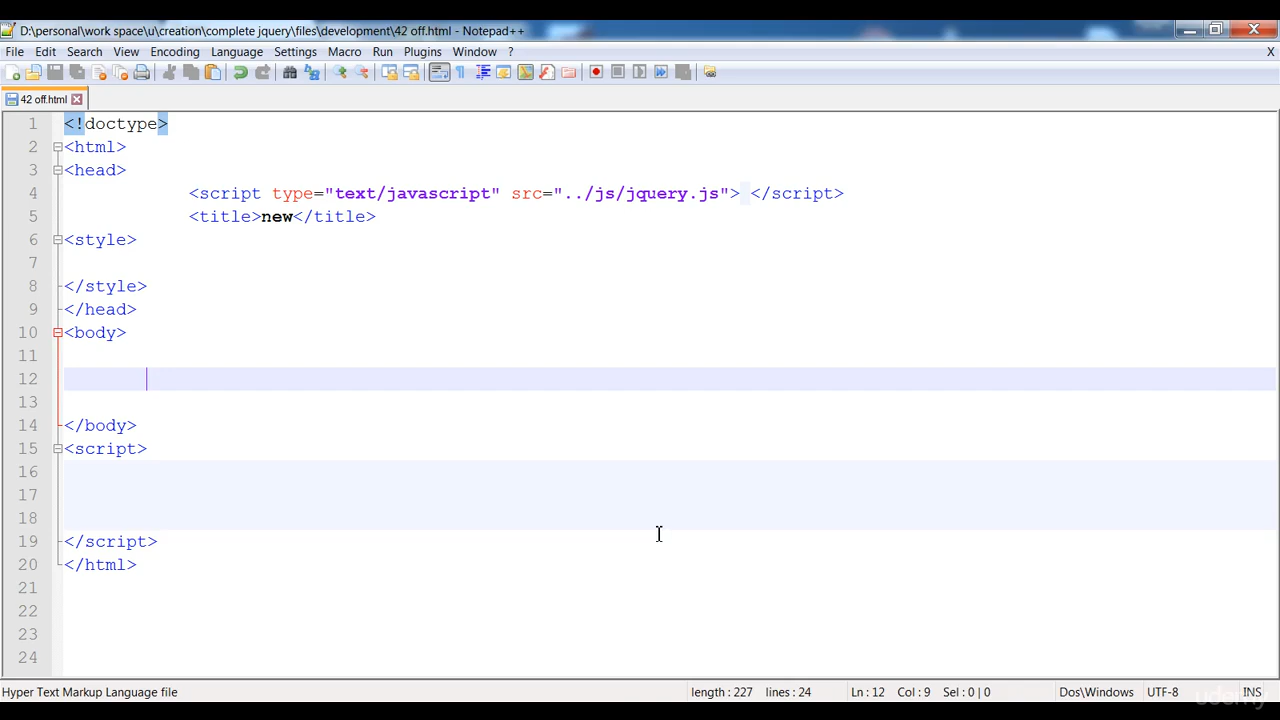 D:\personal\work space\u\creation\complete jquery\files\development\42 off.html - Notepad++
File Edit Search View Encoding Language Settings Macro Run Plugins Window ? X
42 off.html
1 <!doctype>
2 <html>
3 <head>
4 <script type="text/javascript" src="../js/jquery.js"> </script>
5 <title>new</title>
6 <style>
7
8 </style>
9 </head>
10 <body>
11
12
13
14 </body>
15 <script>
16
17
18
19 </script>
20 </html>
21
22
23
24
Hyper Text Markup Language file length : 227 lines : 24 Ln : 12 Col : 9 Sel : 0 | 0 Dos\Windows UTF-8 INS
udemy